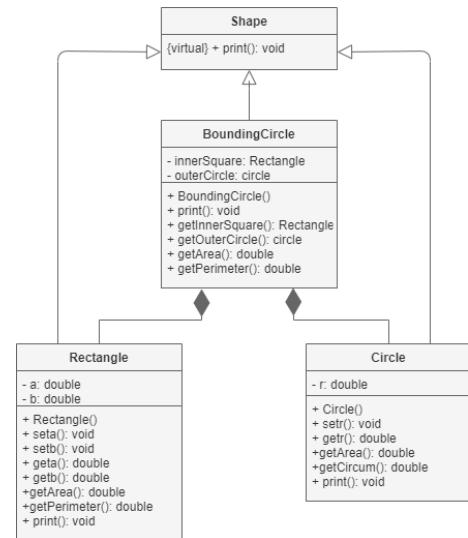 Shape
{virtual} + print(): void
BoundingCircle
- innerSquare: Rectangle
- outerCircle: circle
+ BoundingCircle()
+ print(): void
+ getInnerSquare(): Rectangle
+ getOuterCircle(): circle
+ getArea(): double
+ getPerimeter(): double
Rectangle
- a: double
- b: double
+ Rectangle()
+ seta(): void
+ setb(): void
+ geta(): double
+ getb(): double
+getArea(): double
+getPerimeter(): double
+ print(): void
Circle
- r: double
+ Circle()
+ setr(): void
+ getr(): double
+getArea(): double
+getCircum(): double
+ print(): void